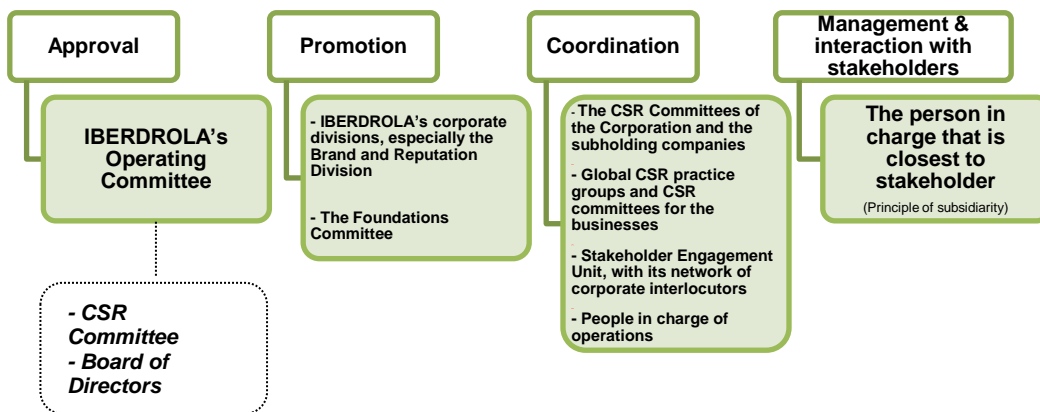 Approval
IBERDROLA's
Operating
Committee
- CSR
Committee
- Board of
Directors
Promotion
- IBERDROLA's corporate
divisions, especially the
Brand and Reputation
Division
- The Foundations
Committee
Coordination
- The CSR Committees of
the Corporation and the
subholding companies
- Global CSR practice
groups and CSR
committees for the
businesses
- Stakeholder Engagement
Unit, with its network of
corporate interlocutors
- People in charge of
operations
Management &
interaction with
stakeholders
The person in
charge that is
closest to
stakeholder
(Principle of subsidiarity)